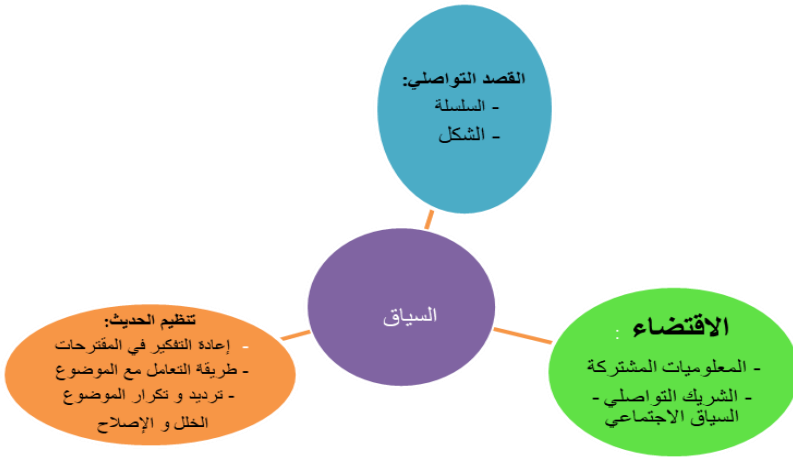 القصد التواصلي:
- السلسلة
- الشكل
السياق
الاقتضاء :
- المعلوميات المشتركة
- الشريك التواصلي -
السياق الاجتماعي
تنظيم الحديث:
- إعادة التفكير في المقترحات
- طريقة التعامل مع الموضوع
- ترديد و تكرار الموضوع
الخلل و الإصلاح